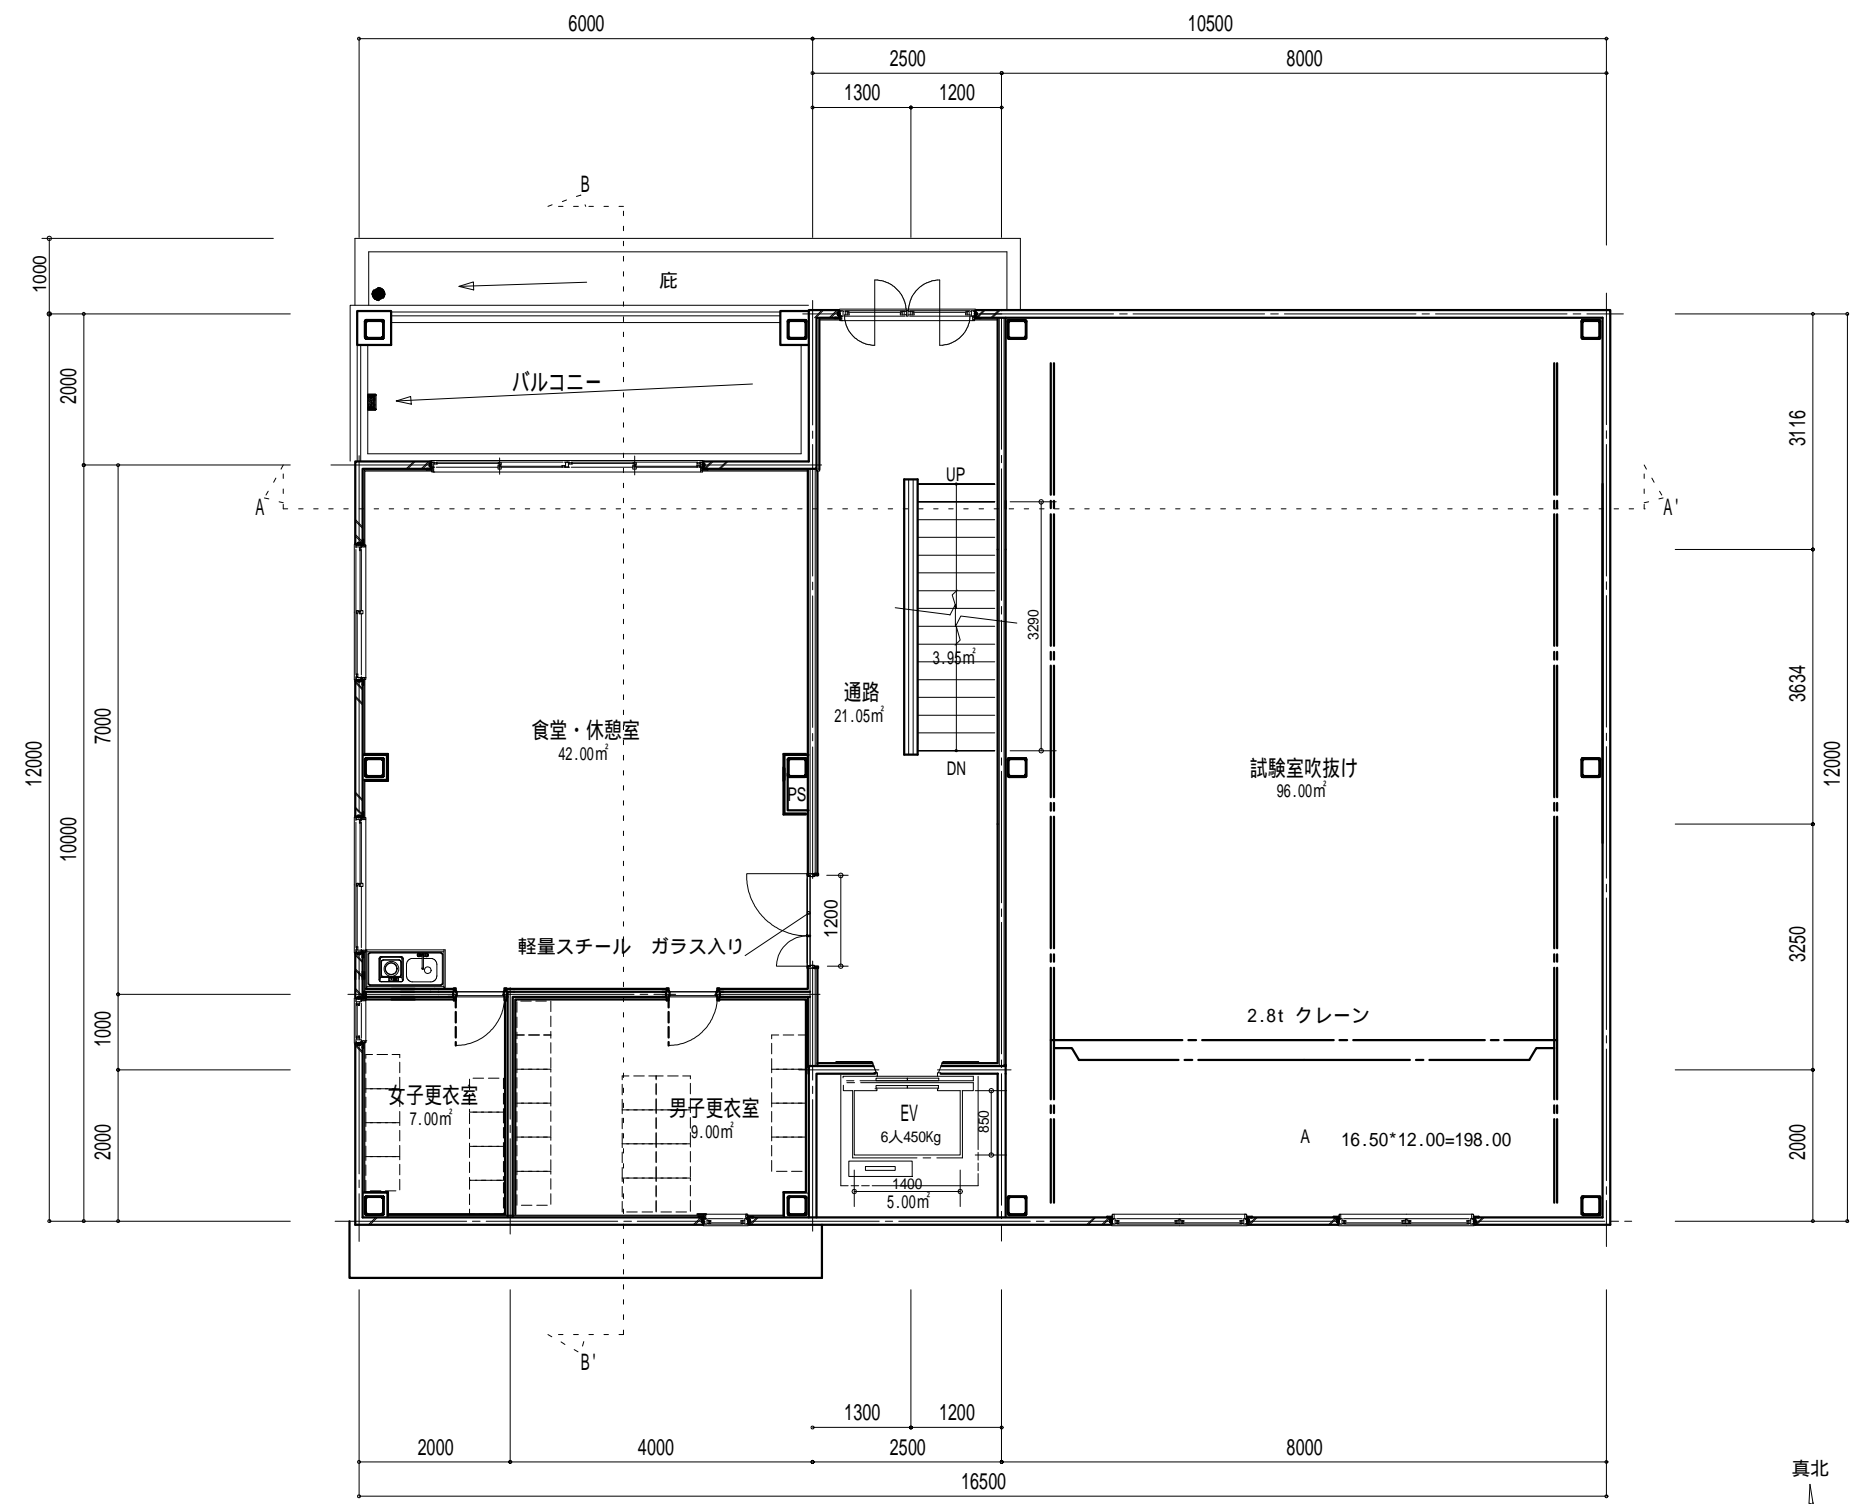 6000
10500
2500
8000
1300
1200
B
1000
庇
バルコニー
2000
3116
UP
A
A'
3290
3.95㎡
3634
通路
21.05㎡
7000
食堂・休憩室
42.00㎡
12000
12000
DN
試験室吹抜け
96.00㎡
PS
10000
1200
軽量スチール　ガラス入り
3250
2.8t クレーン
1000
女子更衣室
7.00㎡
男子更衣室
9.00㎡
EV
6人450Kg
850
A 16.50*12.00=198.00
2000
2000
1400
5.00㎡
B'
1300
1200
2000
4000
2500
8000
16500
真北